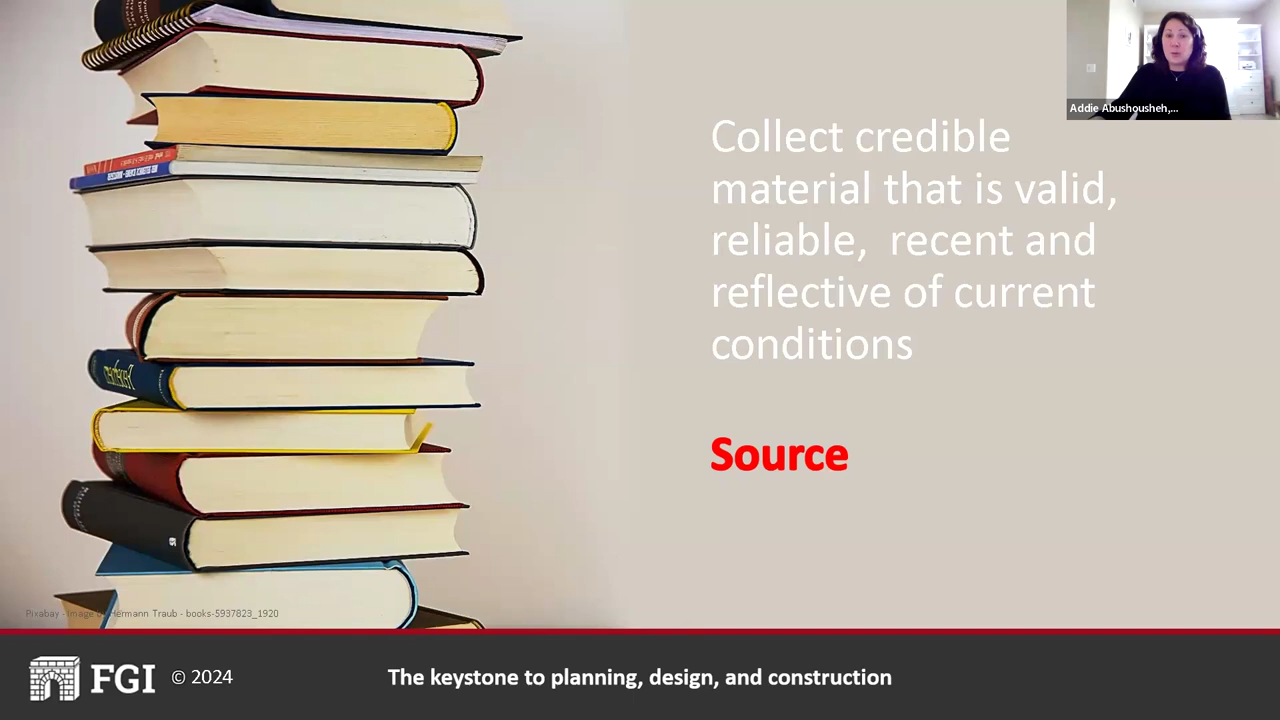 Addie Abushousheh,...
Collect credible
material that is valid,
reliable, recent and
reflective of current
conditions
Source
Pixabay - Image by Hermann Traub - books-5937823_1920
FGI © 2024
The keystone to planning, design, and construction